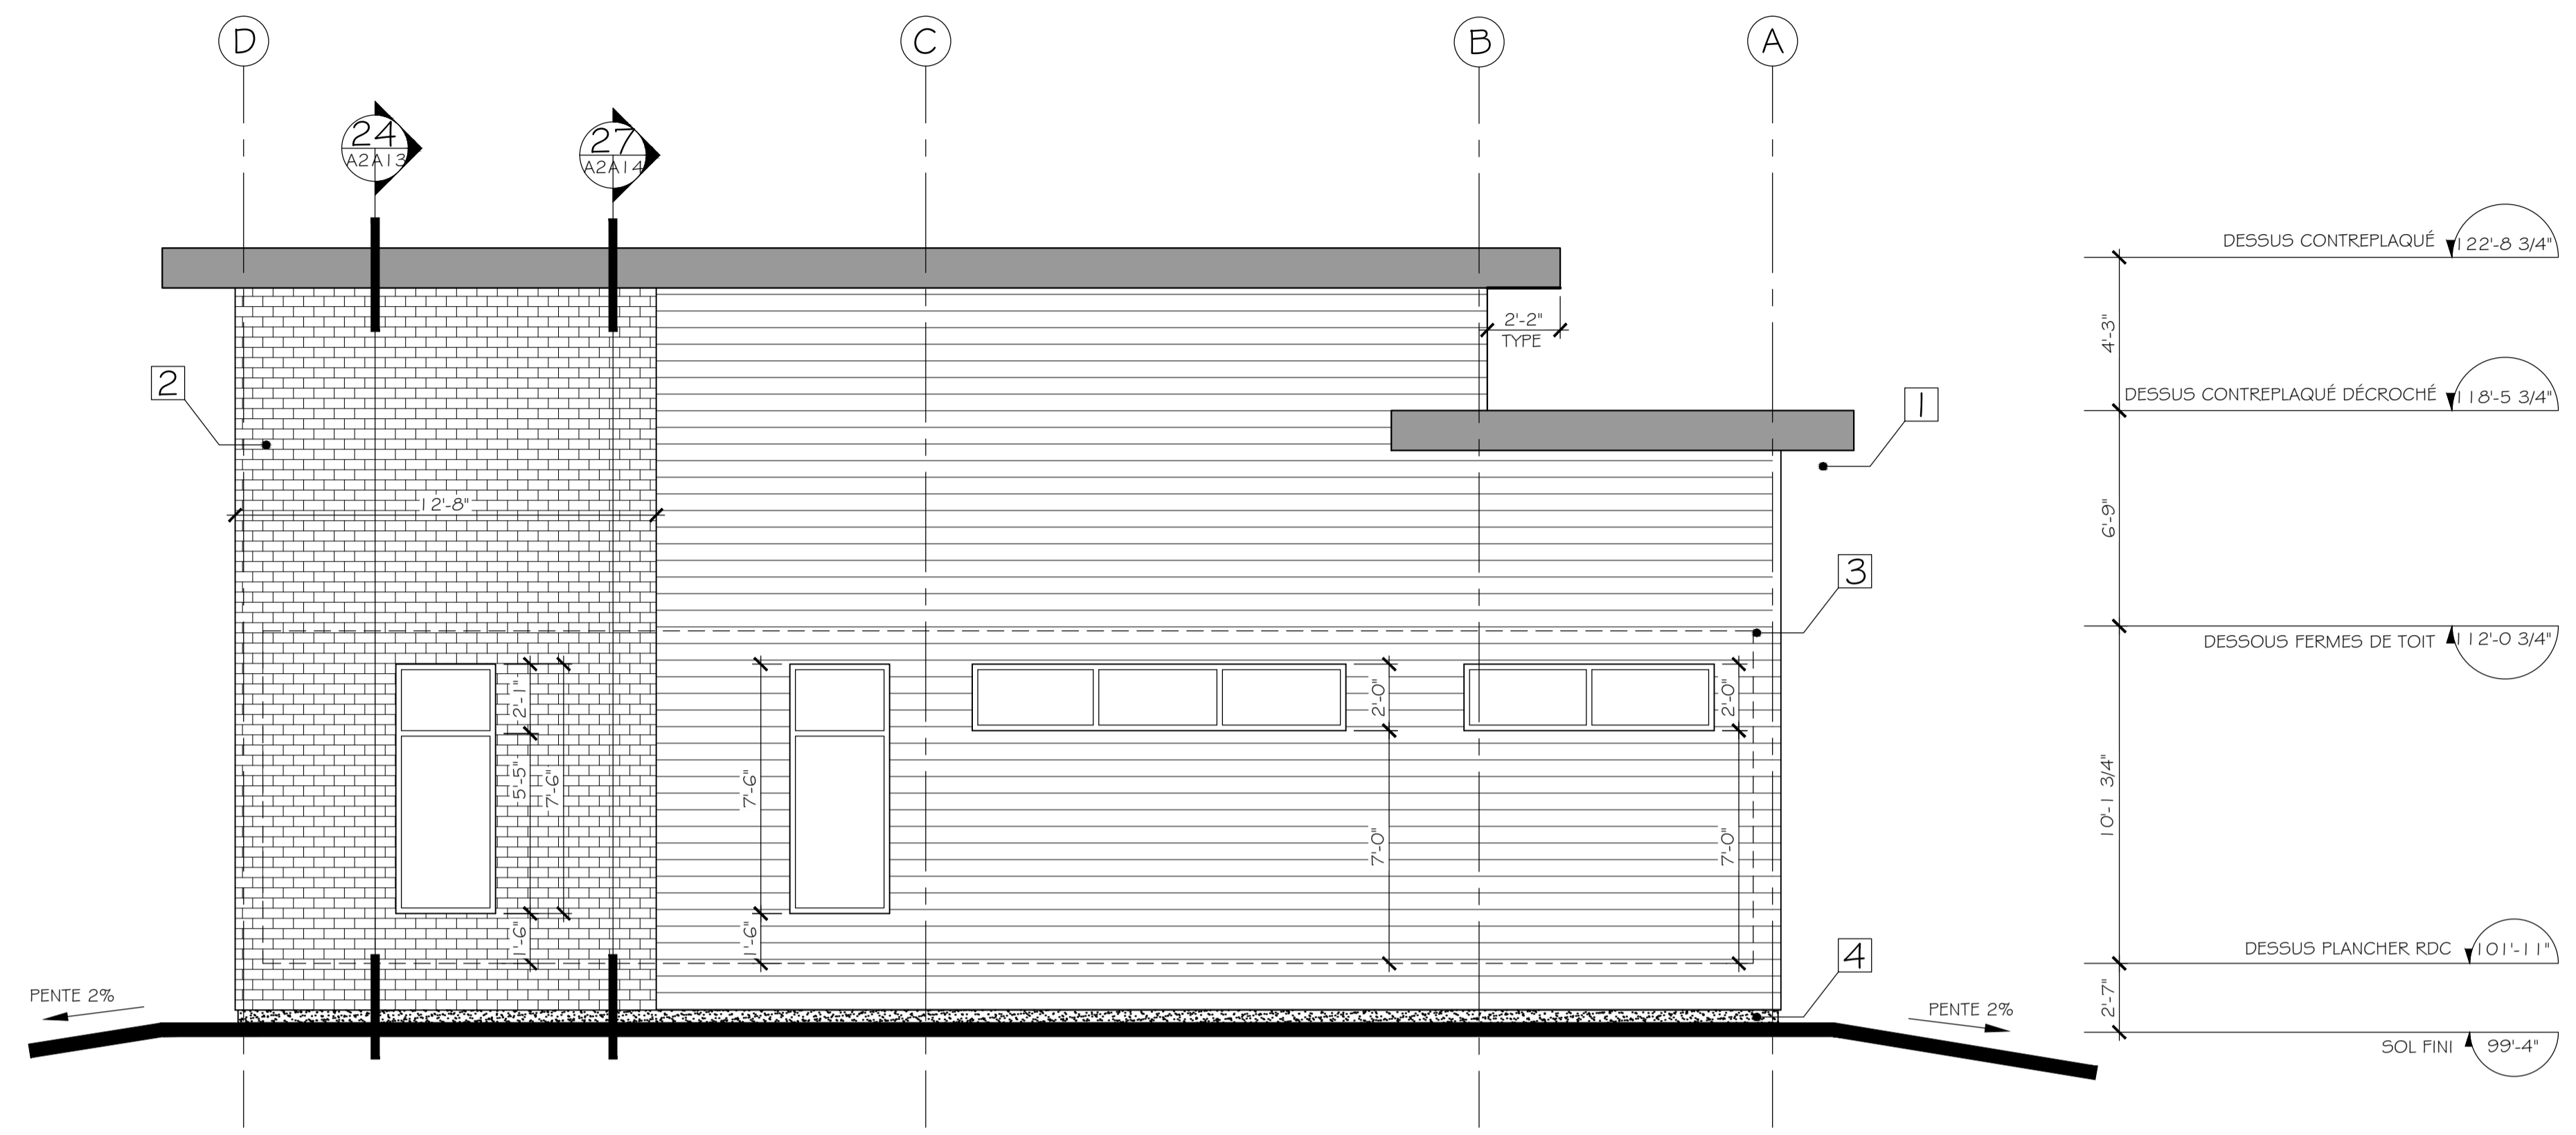 D
C
B
A
24
A2A13
27
A2A14
DESSUS CONTREPLAQUÉ
122'-8 3/4"
2'-2"
TYPE
4'-3"
2
1
DESSUS CONTREPLAQUÉ DÉCROCHÉ
118'-5 3/4"
12'-8"
6'-9"
3
DESSOUS FERMES DE TOIT
112'-0 3/4"
2'-1"
5'-5"
7'-6"
1'-6"
7'-6"
1'-6"
2'-0"
7'-0"
2'-0"
7'-0"
10'-1 3/4"
4
DESSUS PLANCHER RDC
101'-11"
PENTE 2%
PENTE 2%
2'-7"
SOL FINI
99'-4"